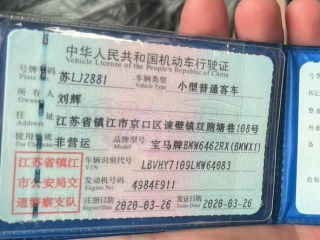 中华人民共和国机动车行驶证
Vehicle License of the People's Republic of China
号牌号码 苏LJ2881 车辆类型 小型普通客车
Plate No. Vehicle Type
所有人 刘辉
Owner
住址 江苏省镇江市京口区谏壁镇双跑塘巷108号
Address
使用性质 非营运 品牌型号 宝马牌BMW6462RX(BMWX1)
Use Character Model
江苏省镇江市公安局交通警察支队
车辆识别代号 LBVHY7109LMW64083
VIN
发动机号码 4984E911
Engine No.
注册日期 2020-03-26 发证日期 2020-03-26
Register Date Issue Date